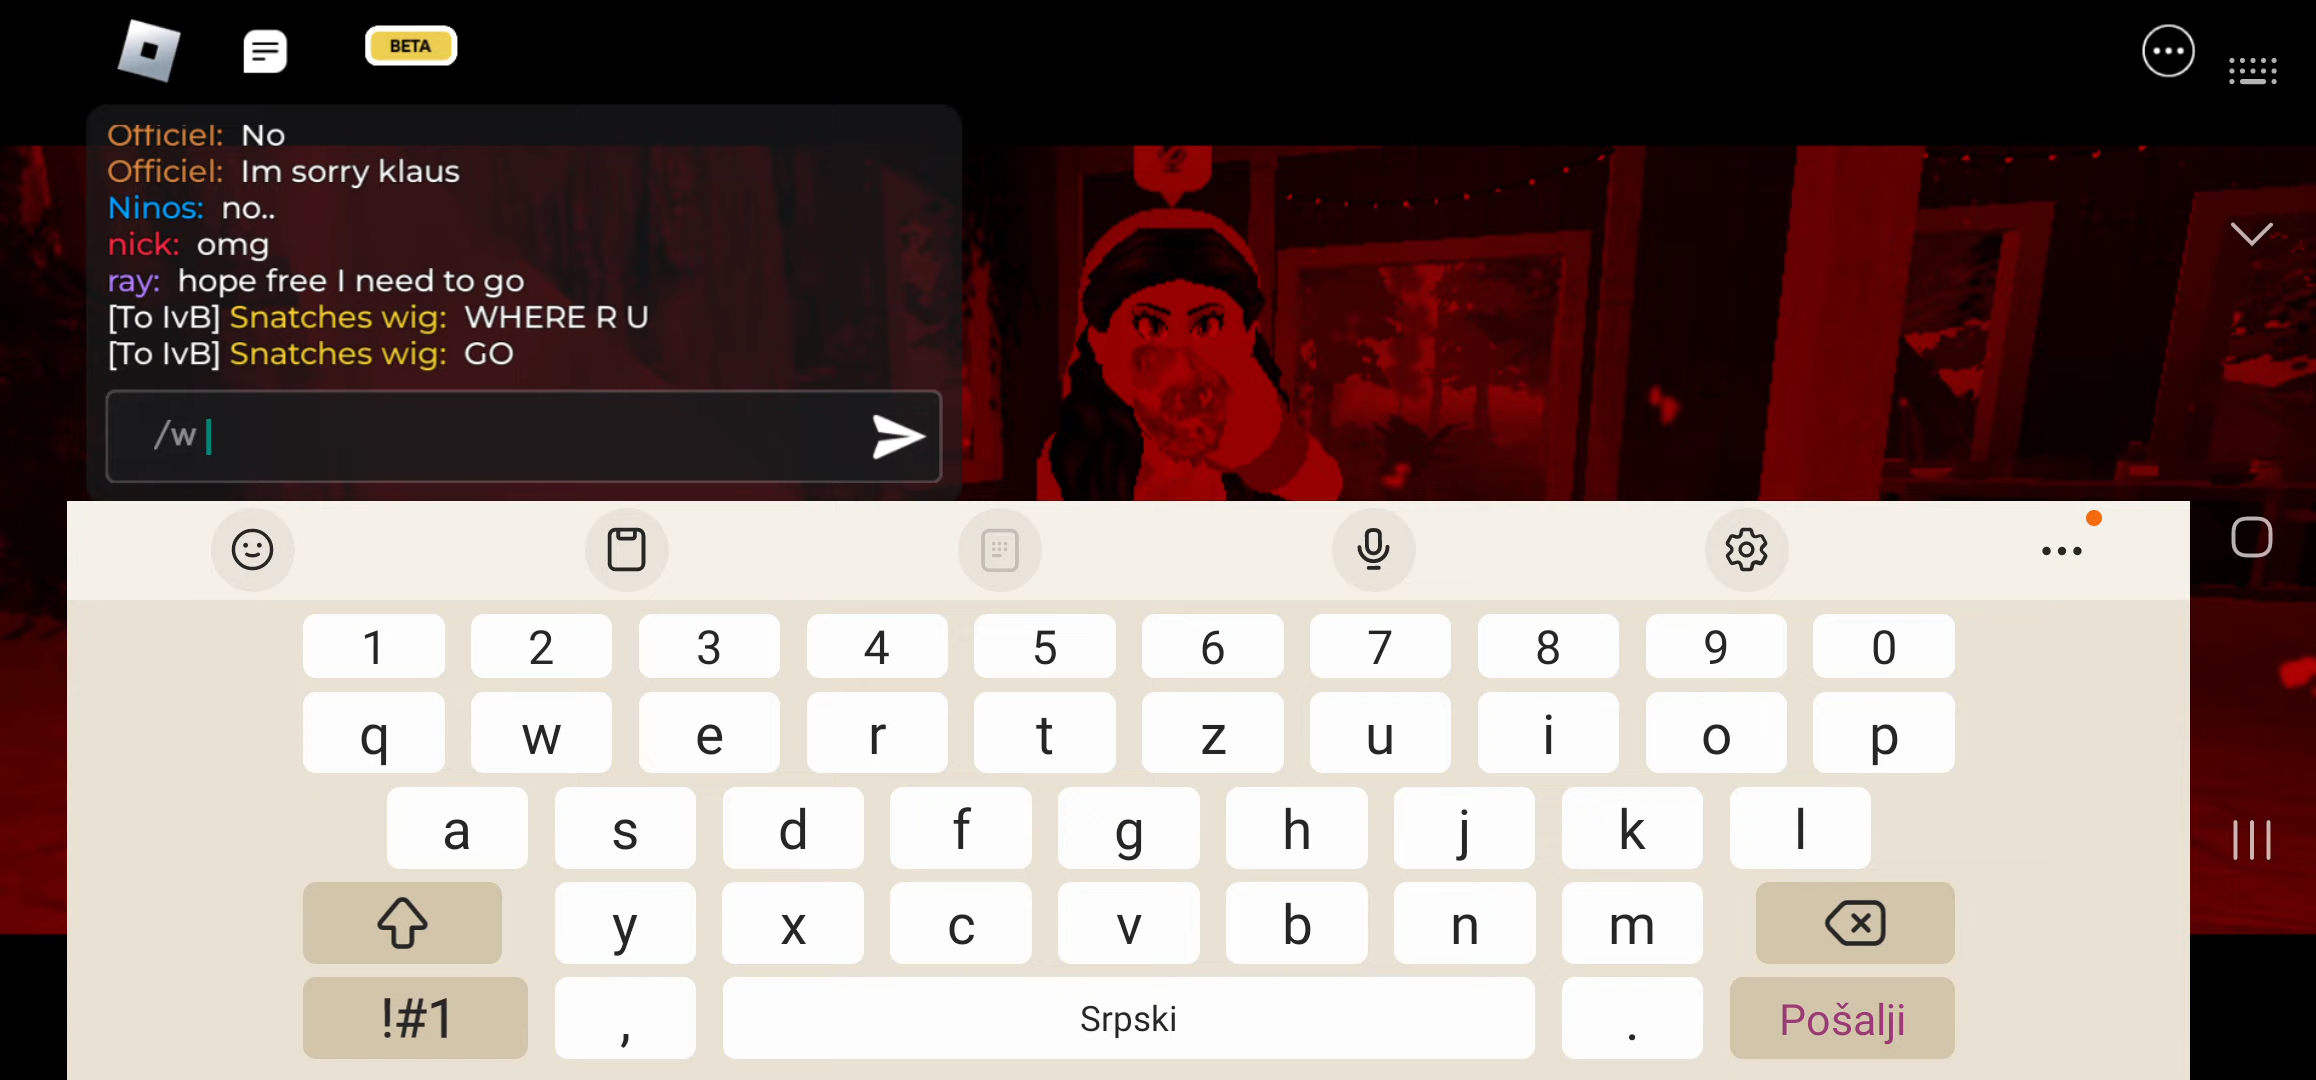 BETA
Officiel: No
Officiel: Im sorry klaus
Ninos: no..
nick: omg
ray: hope free I need to go
[To IvB] Snatches wig: WHERE R U
[To IvB] Snatches wig: GO
/w
1 2 3 4 5 6 7 8 9 0
q w e r t z u i o p
a s d f g h j k l
y x c v b n m
!#1 , Srpski . Pošalji